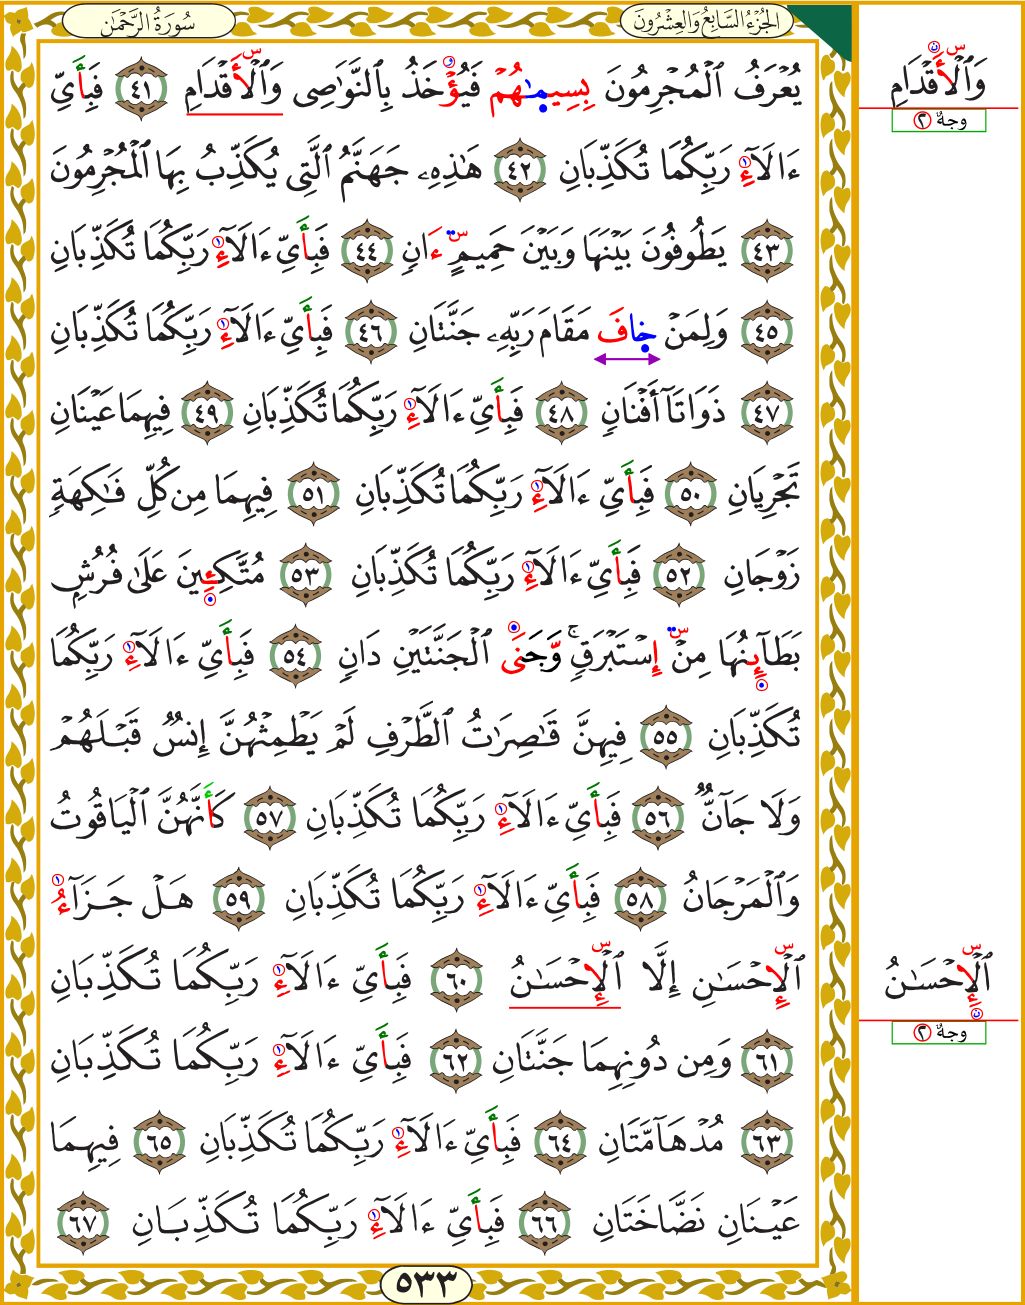 الجُزْءُ السَّابِعُ وَالعِشْرُونَ
سُورَةُ الرَّحْمٰن
يُعْرَفُ ٱلْمُجْرِمُونَ بِسِيمَٰهُمْ فَيُؤْخَذُ بِٱلنَّوَٰصِى وَٱلْأَقْدَامِ ٤١ فَبِأَىِّ
ءَالَآءِ رَبِّكُمَا تُكَذِّبَانِ ٤٢ هَٰذِهِۦ جَهَنَّمُ ٱلَّتِى يُكَذِّبُ بِهَا ٱلْمُجْرِمُونَ
٤٣ يَطُوفُونَ بَيْنَهَا وَبَيْنَ حَمِيمٍ ءَانٍ ٤٤ فَبِأَىِّ ءَالَآءِ رَبِّكُمَا تُكَذِّبَانِ
٤٥ وَلِمَنْ خَافَ مَقَامَ رَبِّهِۦ جَنَّتَانِ ٤٦ فَبِأَىِّ ءَالَآءِ رَبِّكُمَا تُكَذِّبَانِ
٤٧ ذَوَاتَآ أَفْنَانٍ ٤٨ فَبِأَىِّ ءَالَآءِ رَبِّكُمَا تُكَذِّبَانِ ٤٩ فِيهِمَا عَيْنَانِ
تَجْرِيَانِ ٥٠ فَبِأَىِّ ءَالَآءِ رَبِّكُمَا تُكَذِّبَانِ ٥١ فِيهِمَا مِن كُلِّ فَٰكِهَةٍ
زَوْجَانِ ٥٢ فَبِأَىِّ ءَالَآءِ رَبِّكُمَا تُكَذِّبَانِ ٥٣ مُتَّكِـِٔينَ عَلَىٰ فُرُشٍ
بَطَآئِنُهَا مِنْ إِسْتَبْرَقٍ ۚ وَجَنَى ٱلْجَنَّتَيْنِ دَانٍ ٥٤ فَبِأَىِّ ءَالَآءِ رَبِّكُمَا
تُكَذِّبَانِ ٥٥ فِيهِنَّ قَٰصِرَٰتُ ٱلطَّرْفِ لَمْ يَطْمِثْهُنَّ إِنسٌ قَبْلَهُمْ
وَلَا جَآنٌّ ٥٦ فَبِأَىِّ ءَالَآءِ رَبِّكُمَا تُكَذِّبَانِ ٥٧ كَأَنَّهُنَّ ٱلْيَاقُوتُ
وَٱلْمَرْجَانُ ٥٨ فَبِأَىِّ ءَالَآءِ رَبِّكُمَا تُكَذِّبَانِ ٥٩ هَلْ جَزَآءُ
ٱلْإِحْسَٰنِ إِلَّا ٱلْإِحْسَٰنُ ٦٠ فَبِأَىِّ ءَالَآءِ رَبِّكُمَا تُكَذِّبَانِ
٦١ وَمِن دُونِهِمَا جَنَّتَانِ ٦٢ فَبِأَىِّ ءَالَآءِ رَبِّكُمَا تُكَذِّبَانِ
٦٣ مُدْهَآمَّتَانِ ٦٤ فَبِأَىِّ ءَالَآءِ رَبِّكُمَا تُكَذِّبَانِ ٦٥ فِيهِمَا
عَيْنَانِ نَضَّاخَتَانِ ٦٦ فَبِأَىِّ ءَالَآءِ رَبِّكُمَا تُكَذِّبَانِ ٦٧
٥٣٣
وَٱلْأَقْدَامِ
وجهٌ ٢
ٱلْإِحْسَٰنُ
وجهٌ ٢